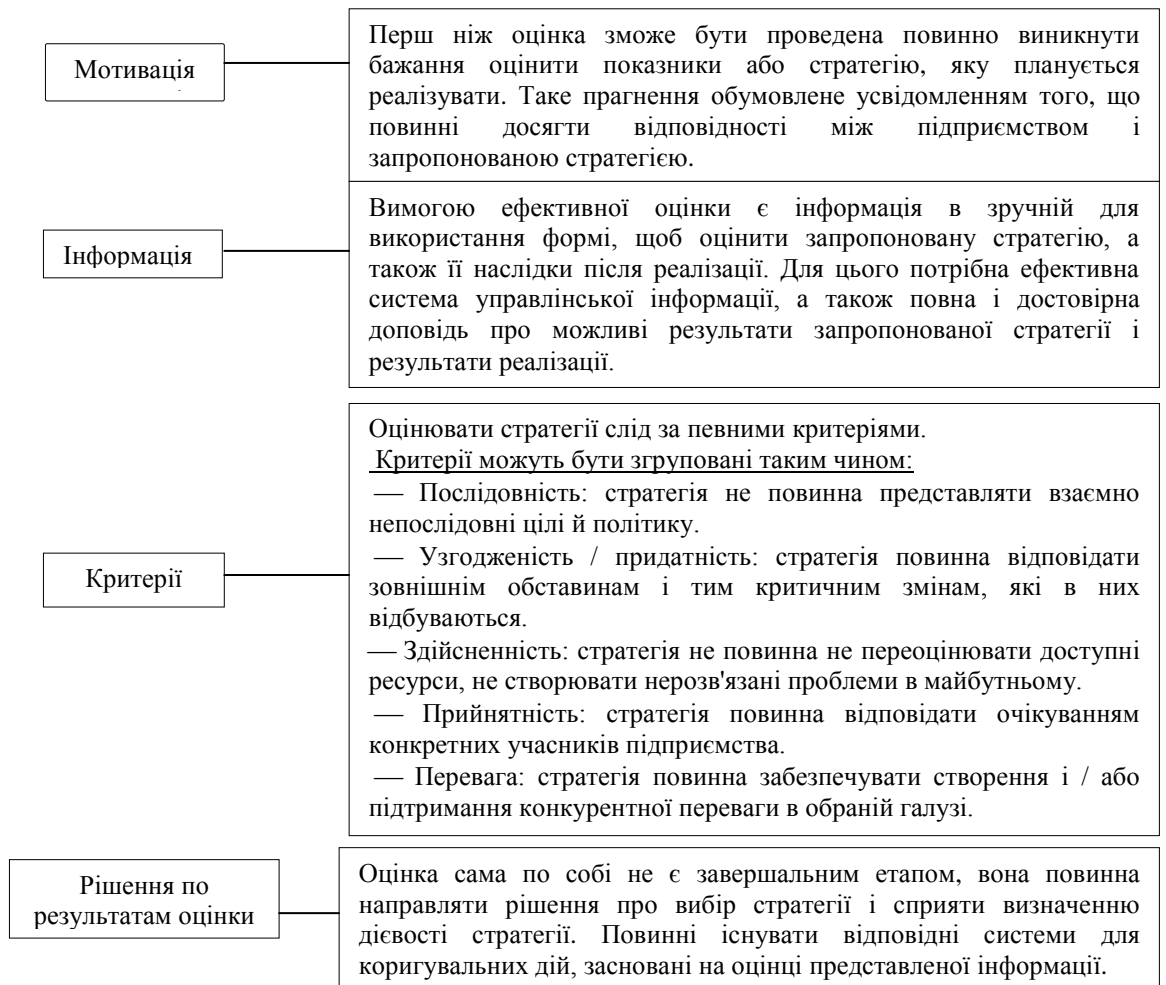 Мотивація
Перш ніж оцінка зможе бути проведена повинно виникнути
бажання оцінити показники або стратегію, яку планується
реалізувати. Таке прагнення обумовлене усвідомленням того, що
повинні досягти відповідності між підприємством і
запропонованою стратегією.
Інформація
Вимогою ефективної оцінки є інформація в зручній для
використання формі, щоб оцінити запропоновану стратегію, а
також її наслідки після реалізації. Для цього потрібна ефективна
система управлінської інформації, а також повна і достовірна
доповідь про можливі результати запропонованої стратегії і
результати реалізації.
Критерії
Оцінювати стратегії слід за певними критеріями.
Критерії можуть бути згруповані таким чином:
— Послідовність: стратегія не повинна представляти взаємно
непослідовні цілі й політику.
— Узгодженість / придатність: стратегія повинна відповідати
зовнішнім обставинам і тим критичним змінам, які в них
відбуваються.
— Здійсненність: стратегія не повинна не переоцінювати доступні
ресурси, не створювати нерозв'язані проблеми в майбутньому.
— Прийнятність: стратегія повинна відповідати очікуванням
конкретних учасників підприємства.
— Перевага: стратегія повинна забезпечувати створення і / або
підтримання конкурентної переваги в обраній галузі.
Рішення по
результатам оцінки
Оцінка сама по собі не є завершальним етапом, вона повинна
направляти рішення про вибір стратегії і сприяти визначенню
дієвості стратегії. Повинні існувати відповідні системи для
коригувальних дій, засновані на оцінці представленої інформації.